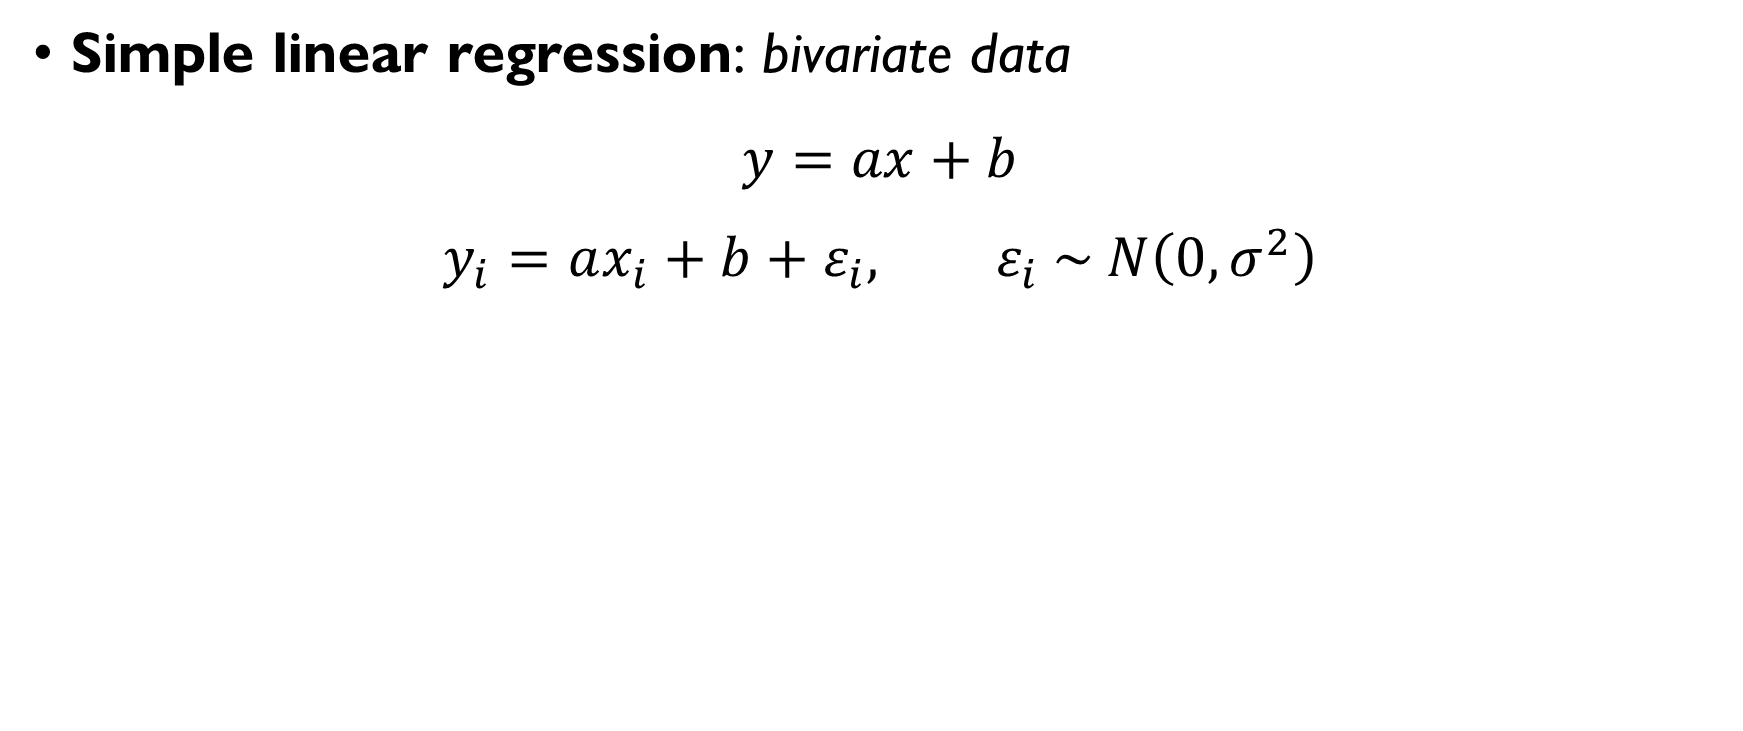 • Simple linear regression: bivariate data
y = ax + b
yᵢ = axᵢ + b + εᵢ, εᵢ ~ N(0, σ²)